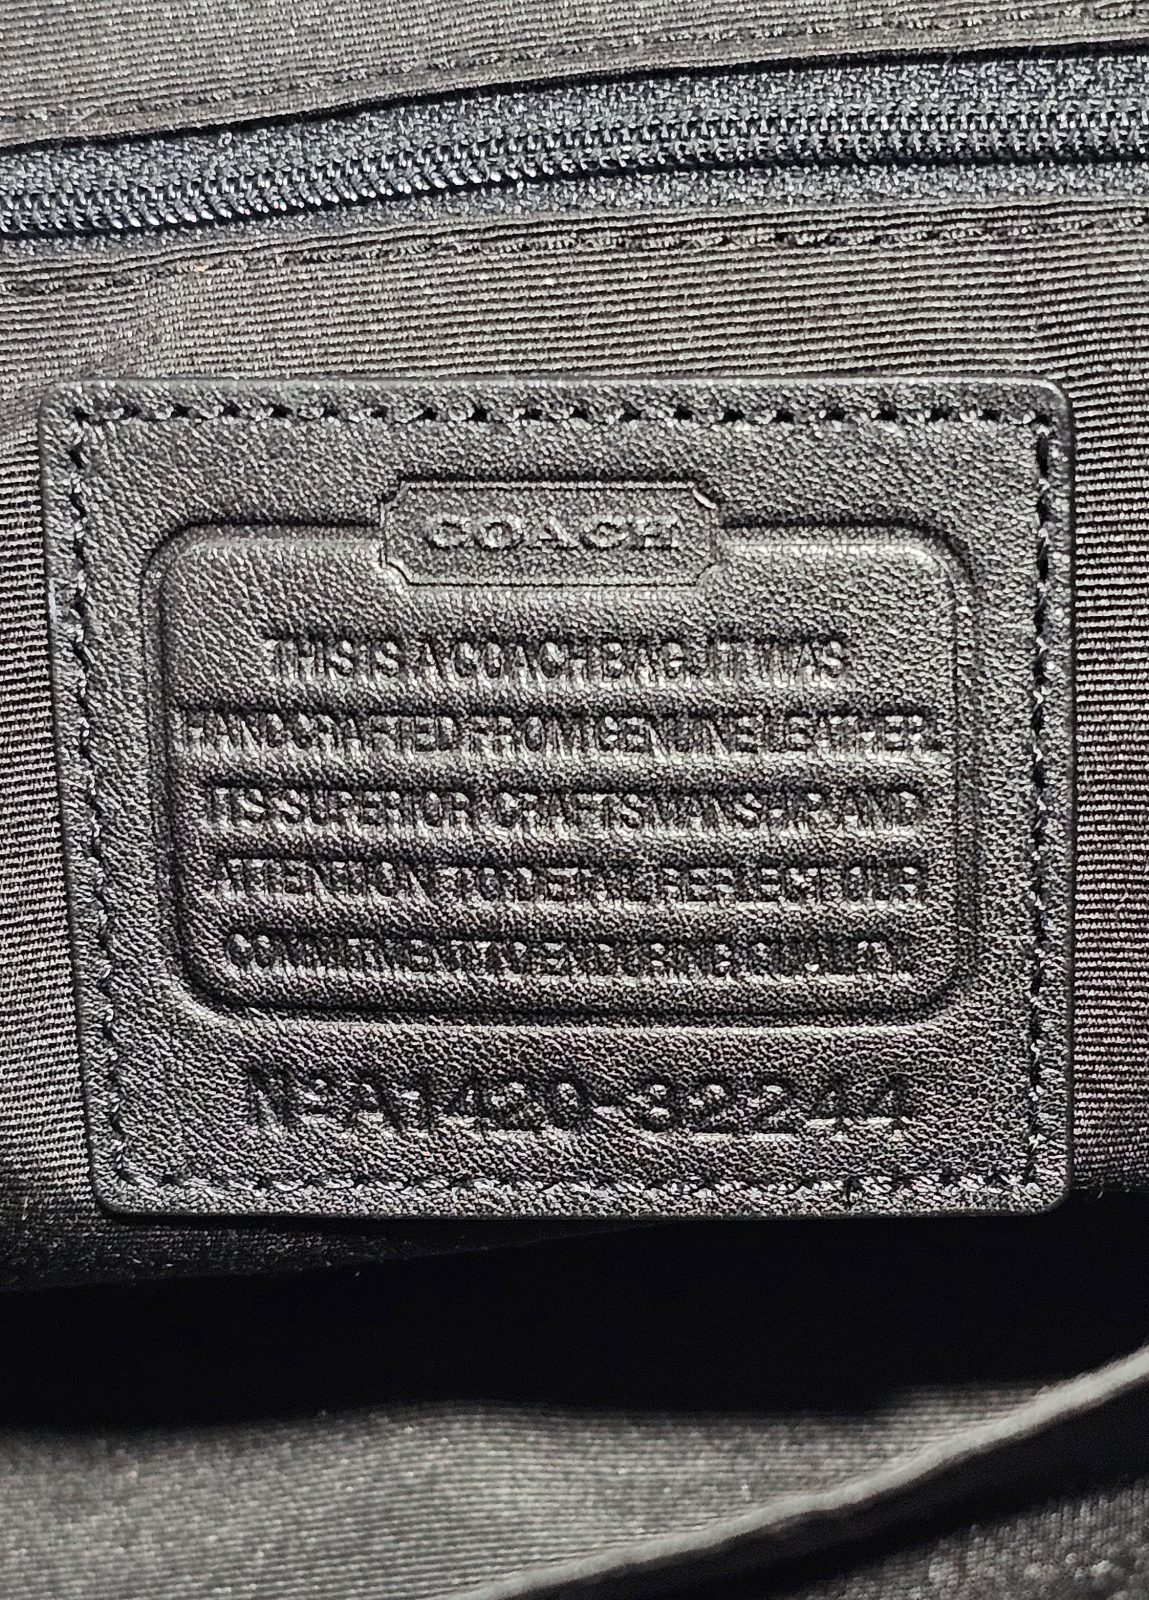 COACH
THIS IS A COACH BAG. IT WAS
HANDCRAFTED FROM GENUINE LEATHER.
ITS SUPERIOR CRAFTSMANSHIP AND
ATTENTION TO DETAIL REFLECT OUR
COMMITMENT TO ENDURING QUALITY.
Nº A1420-32244